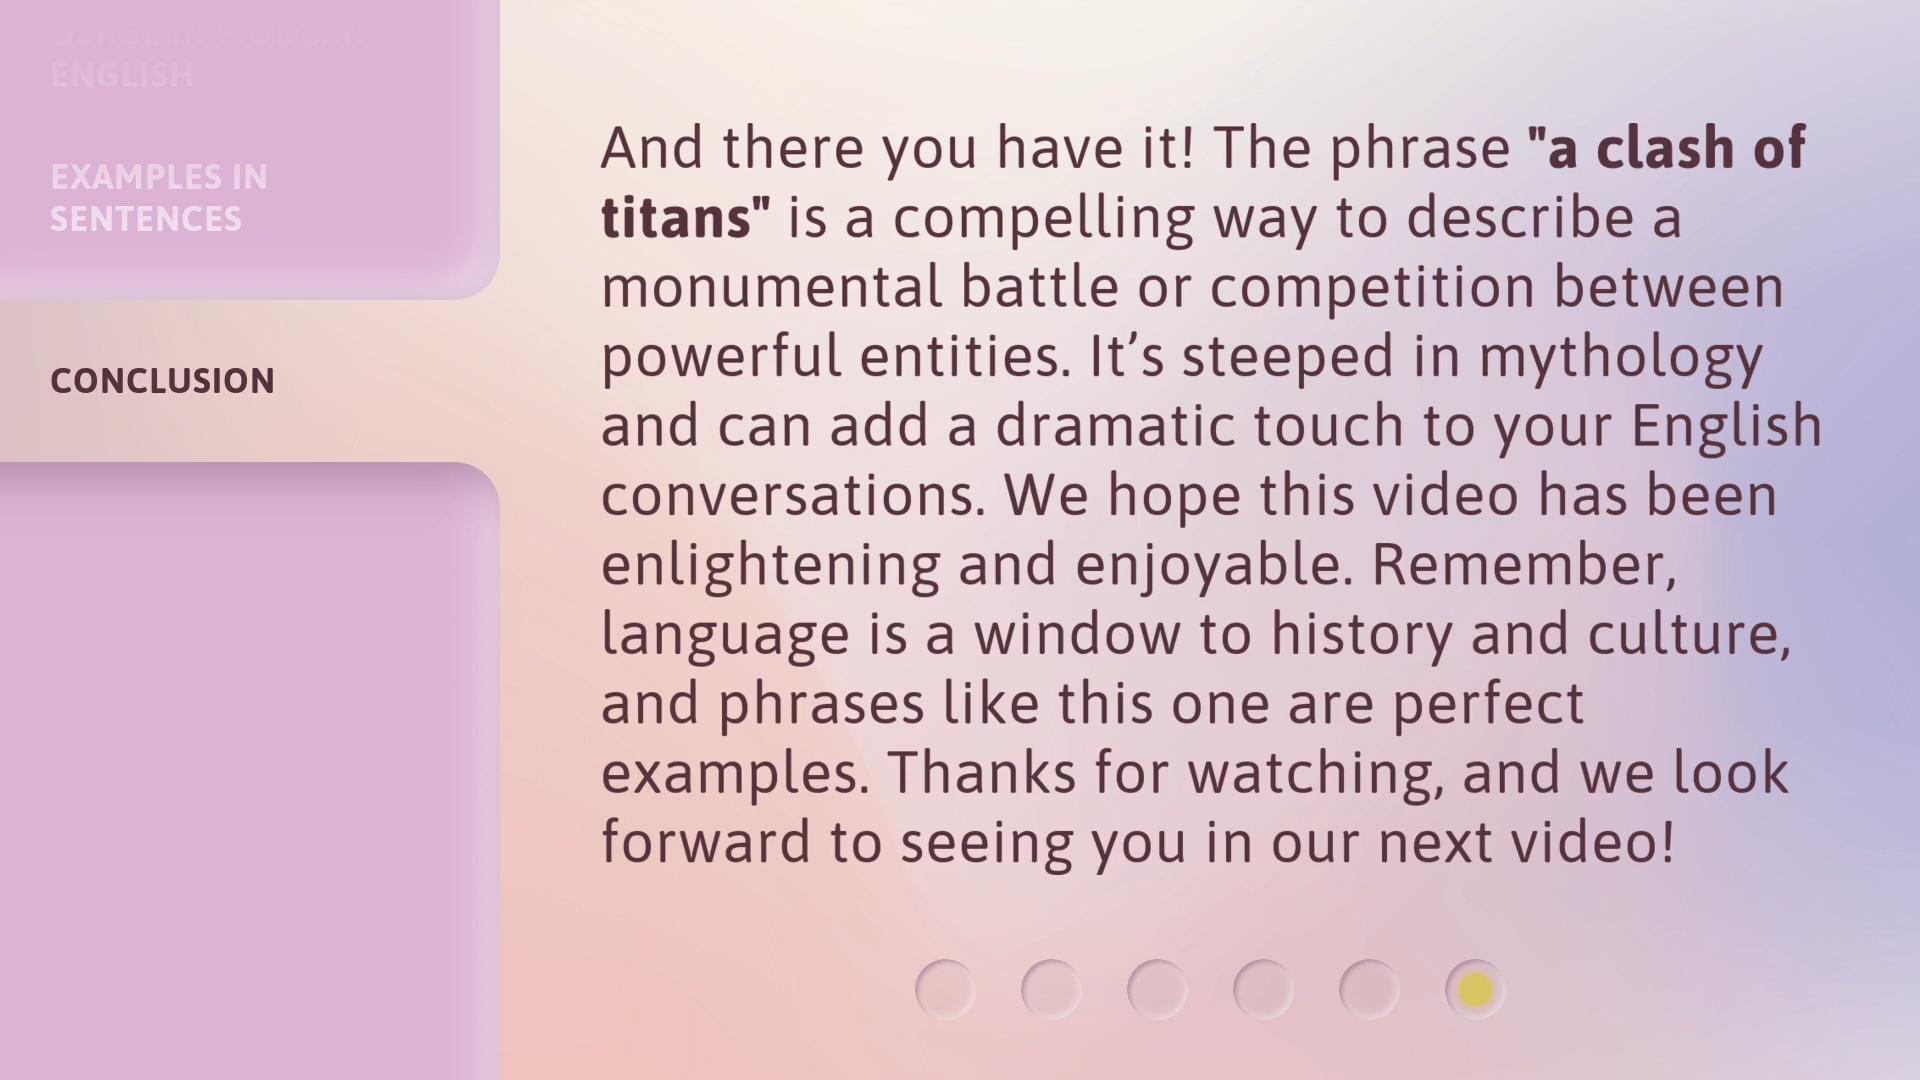 USAGE IN MODERN
ENGLISH
EXAMPLES IN
SENTENCES
CONCLUSION
And there you have it! The phrase "a clash of
titans" is a compelling way to describe a
monumental battle or competition between
powerful entities. It’s steeped in mythology
and can add a dramatic touch to your English
conversations. We hope this video has been
enlightening and enjoyable. Remember,
language is a window to history and culture,
and phrases like this one are perfect
examples. Thanks for watching, and we look
forward to seeing you in our next video!